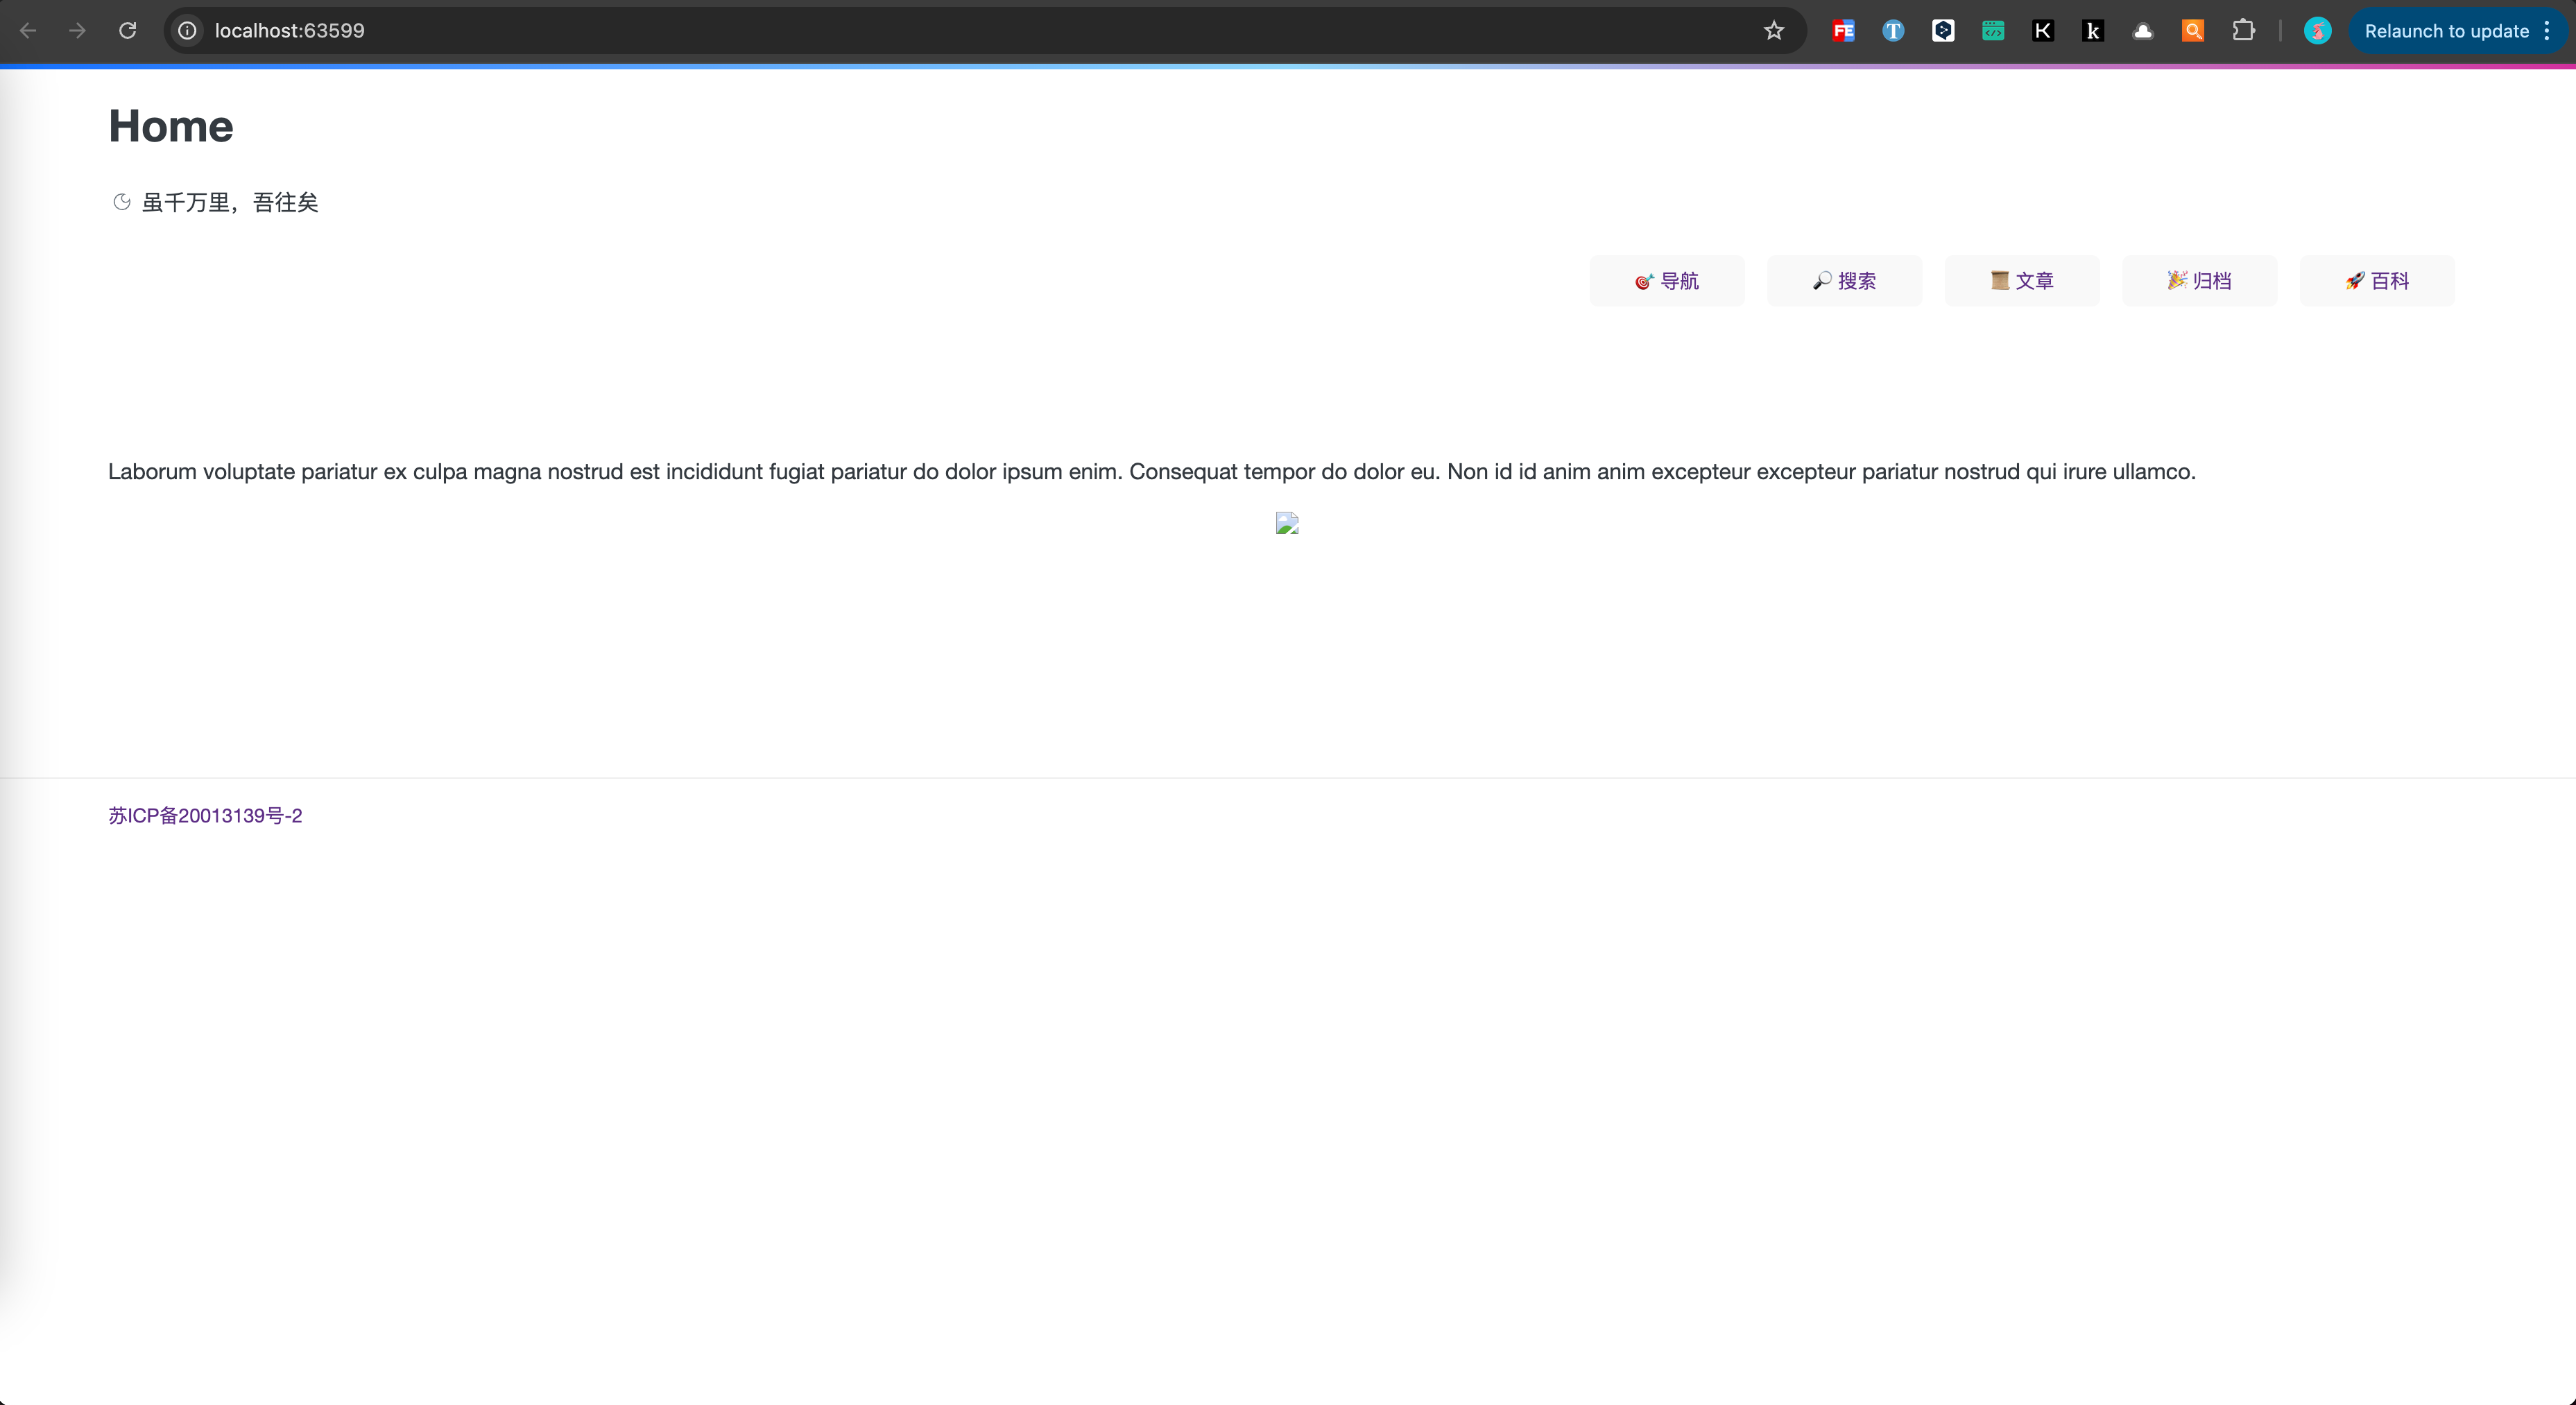 localhost:63599
Relaunch to update
Home
虽千万里，吾往矣
🎯 导航
🔎 搜索
📜 文章
🎉 归档
🚀 百科
Laborum voluptate pariatur ex culpa magna nostrud est incididunt fugiat pariatur do dolor ipsum enim. Consequat tempor do dolor eu. Non id id anim anim excepteur excepteur pariatur nostrud qui irure ullamco.
苏ICP备20013139号-2